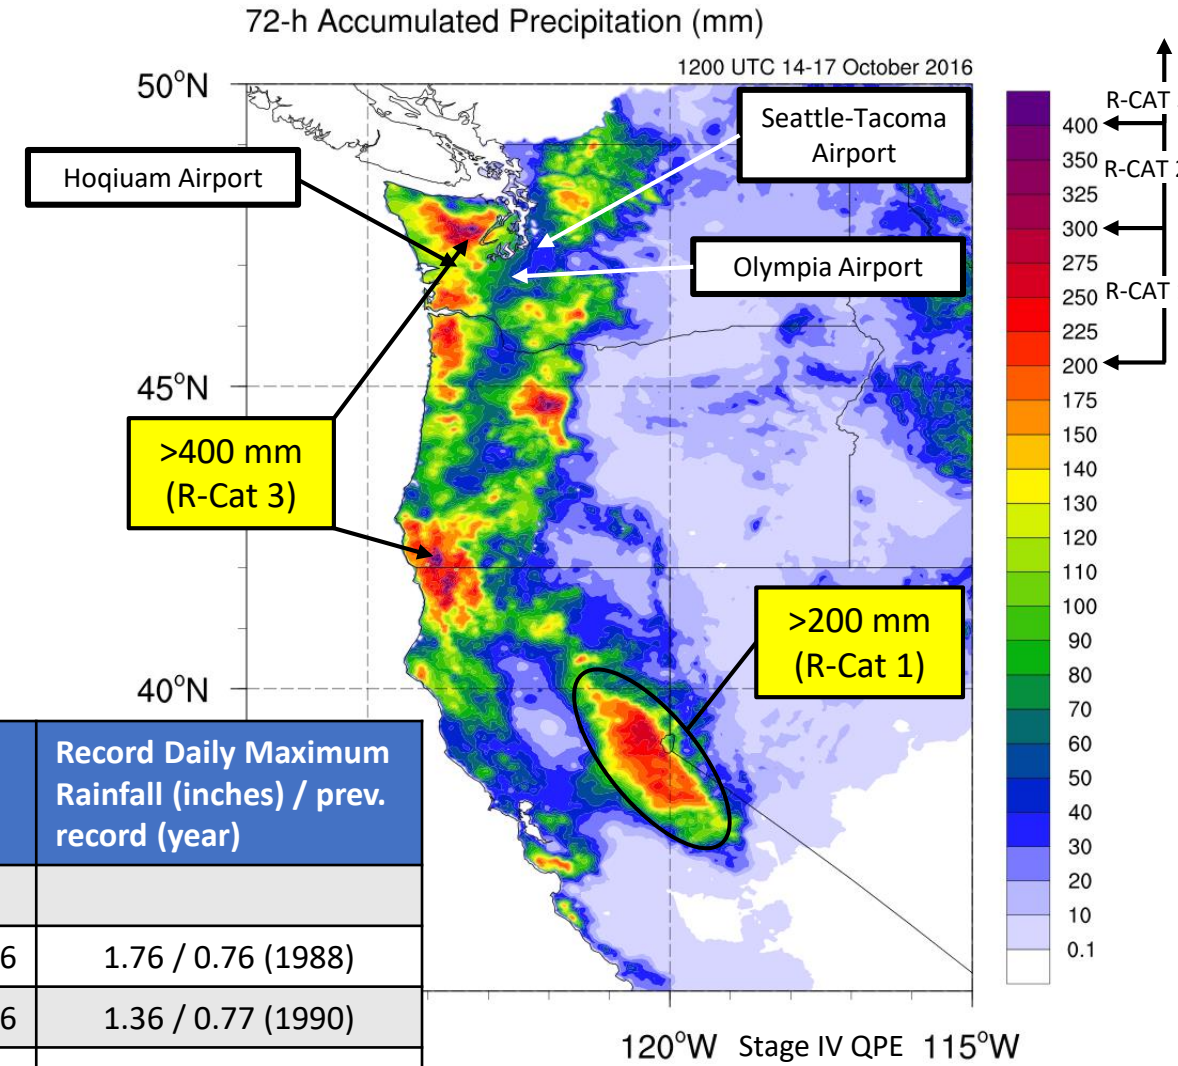 72-h Accumulated Precipitation (mm)
1200 UTC 14-17 October 2016
50°N
45°N
40°N
120°W
115°W
Stage IV QPE
Hoqiuam Airport
Seattle-Tacoma
Airport
Olympia Airport
>400 mm
(R-Cat 3)
>200 mm
(R-Cat 1)
R-CAT
400
350
R-CAT 2
325
300
275
250
R-CAT
225
200
175
150
140
130
120
110
100
90
80
70
60
50
40
30
20
10
0.1
Record Daily Maximum
Rainfall (inches) / prev.
record (year)
6
1.76 / 0.76 (1988)
6
1.36 / 0.77 (1990)